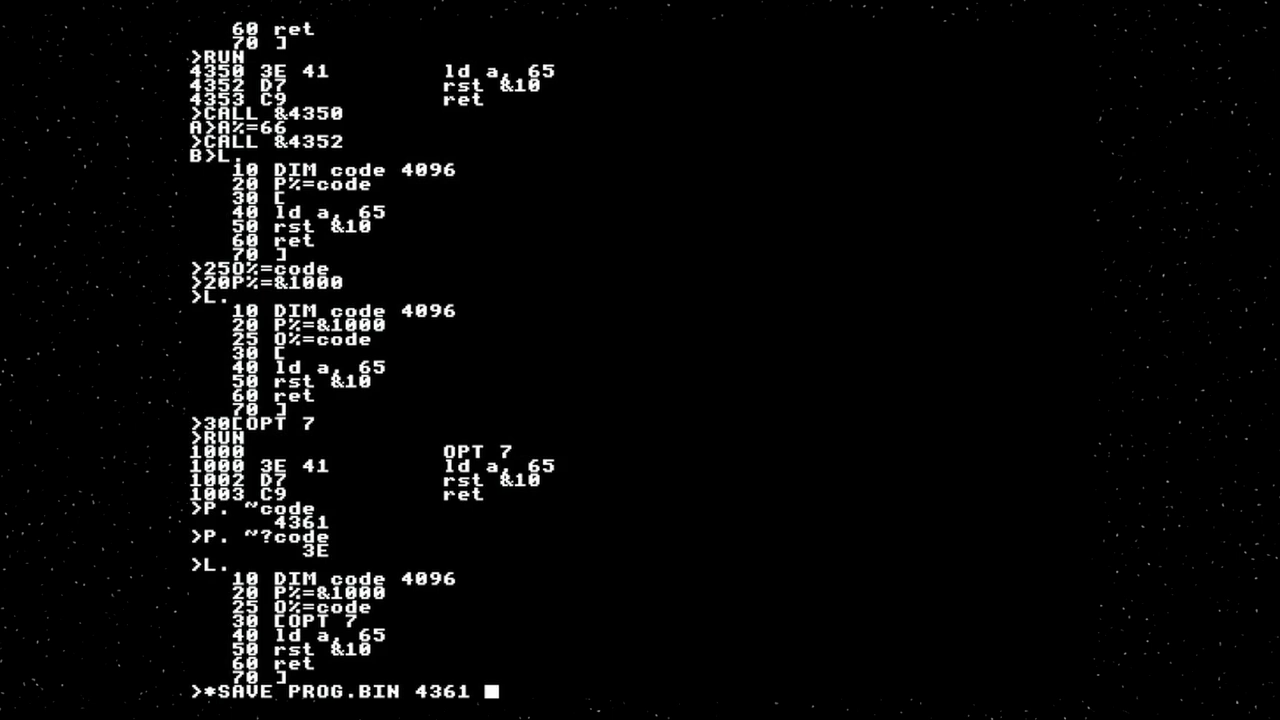 60 ret
70 ]
>RUN
4350 3E 41 ld a, 65
4352 D7 rst &10
4353 C9 ret
>CALL &4350
A>A%=66
>CALL &4352
B>L.
10 DIM code 4096
20 P%=code
30 [
40 ld a, 65
50 rst &10
60 ret
70 ]
>25O%=code
>20P%=&1000
>L.
10 DIM code 4096
20 P%=&1000
25 O%=code
30 [
40 ld a, 65
50 rst &10
60 ret
70 ]
>30[OPT 7
>RUN
1000 OPT 7
1000 3E 41 ld a, 65
1002 D7 rst &10
1003 C9 ret
>P. ~code
4361
>P. ~?code
3E
>L.
10 DIM code 4096
20 P%=&1000
25 O%=code
30 [OPT 7
40 ld a, 65
50 rst &10
60 ret
70 ]
>*SAVE PROG.BIN 4361